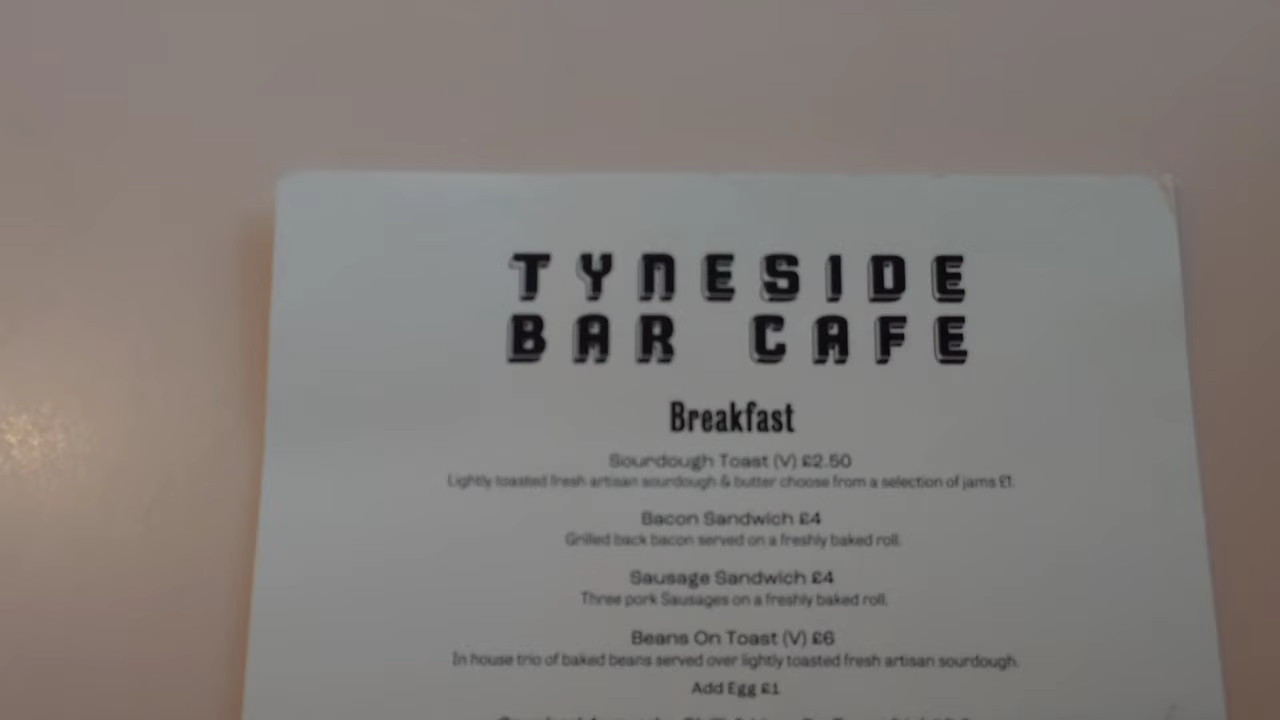 TYNESIDE
BAR CAFE
Breakfast
Sourdough Toast (V) £2.50
Lightly toasted fresh artisan sourdough & butter choose from a selection of jams £1.
Bacon Sandwich £4
Grilled back bacon served on a freshly baked roll.
Sausage Sandwich £4
Three pork Sausages on a freshly baked roll.
Beans On Toast (V) £6
In house trio of baked beans served over lightly toasted fresh artisan sourdough.
Add Egg £1